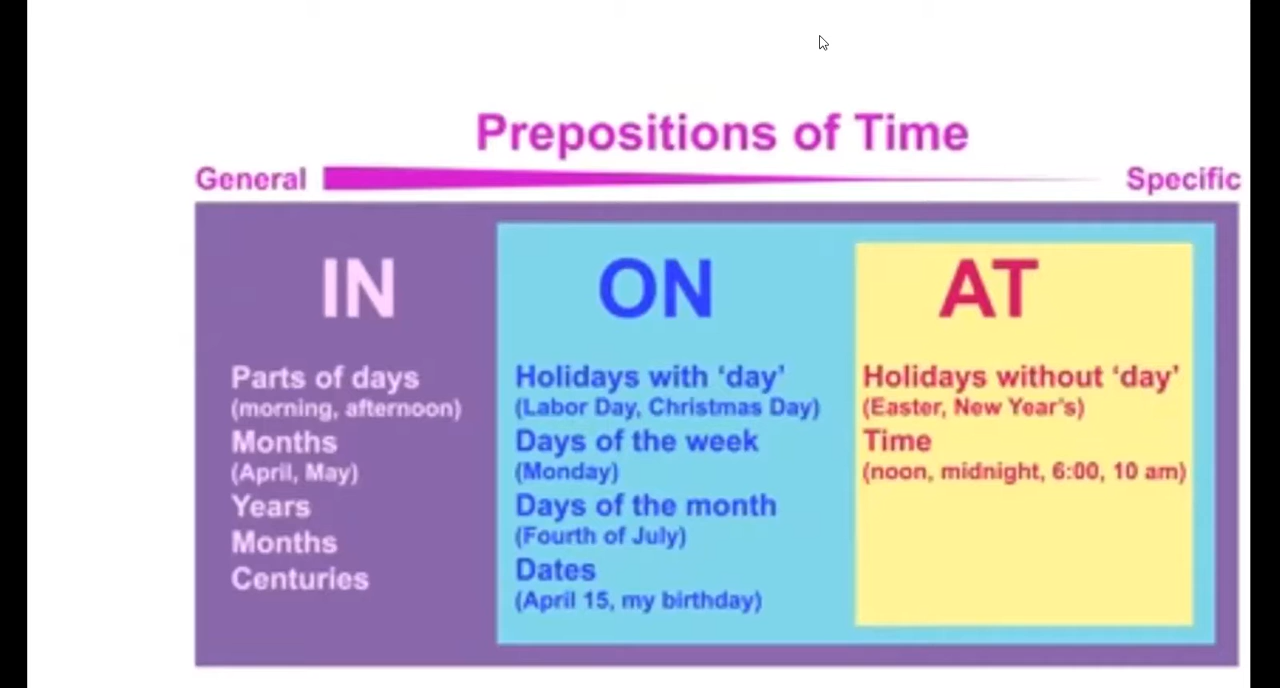 Prepositions of Time
General
Specific
IN
Parts of days
(morning, afternoon)
Months
(April, May)
Years
Months
Centuries
ON
Holidays with ‘day’
(Labor Day, Christmas Day)
Days of the week
(Monday)
Days of the month
(Fourth of July)
Dates
(April 15, my birthday)
AT
Holidays without ‘day’
(Easter, New Year’s)
Time
(noon, midnight, 6:00, 10 am)